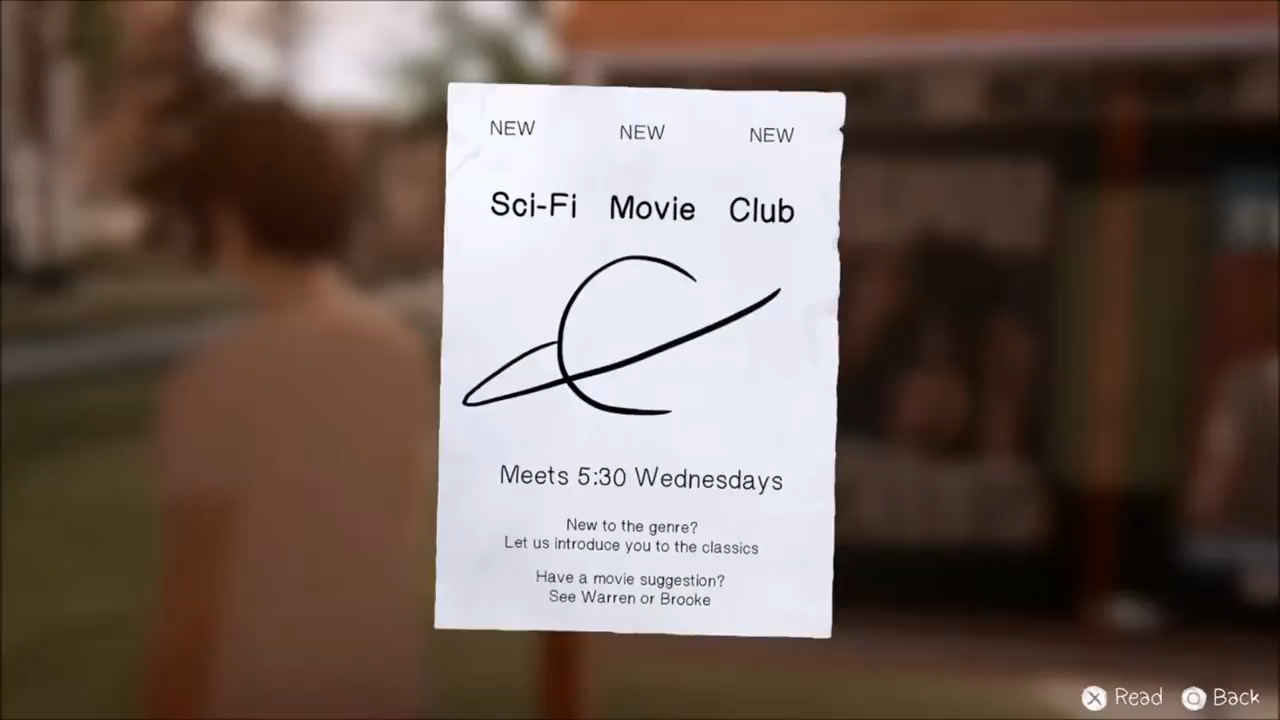 NEW NEW NEW
Sci-Fi Movie Club
Meets 5:30 Wednesdays
New to the genre?
Let us introduce you to the classics
Have a movie suggestion?
See Warren or Brooke
Read Back